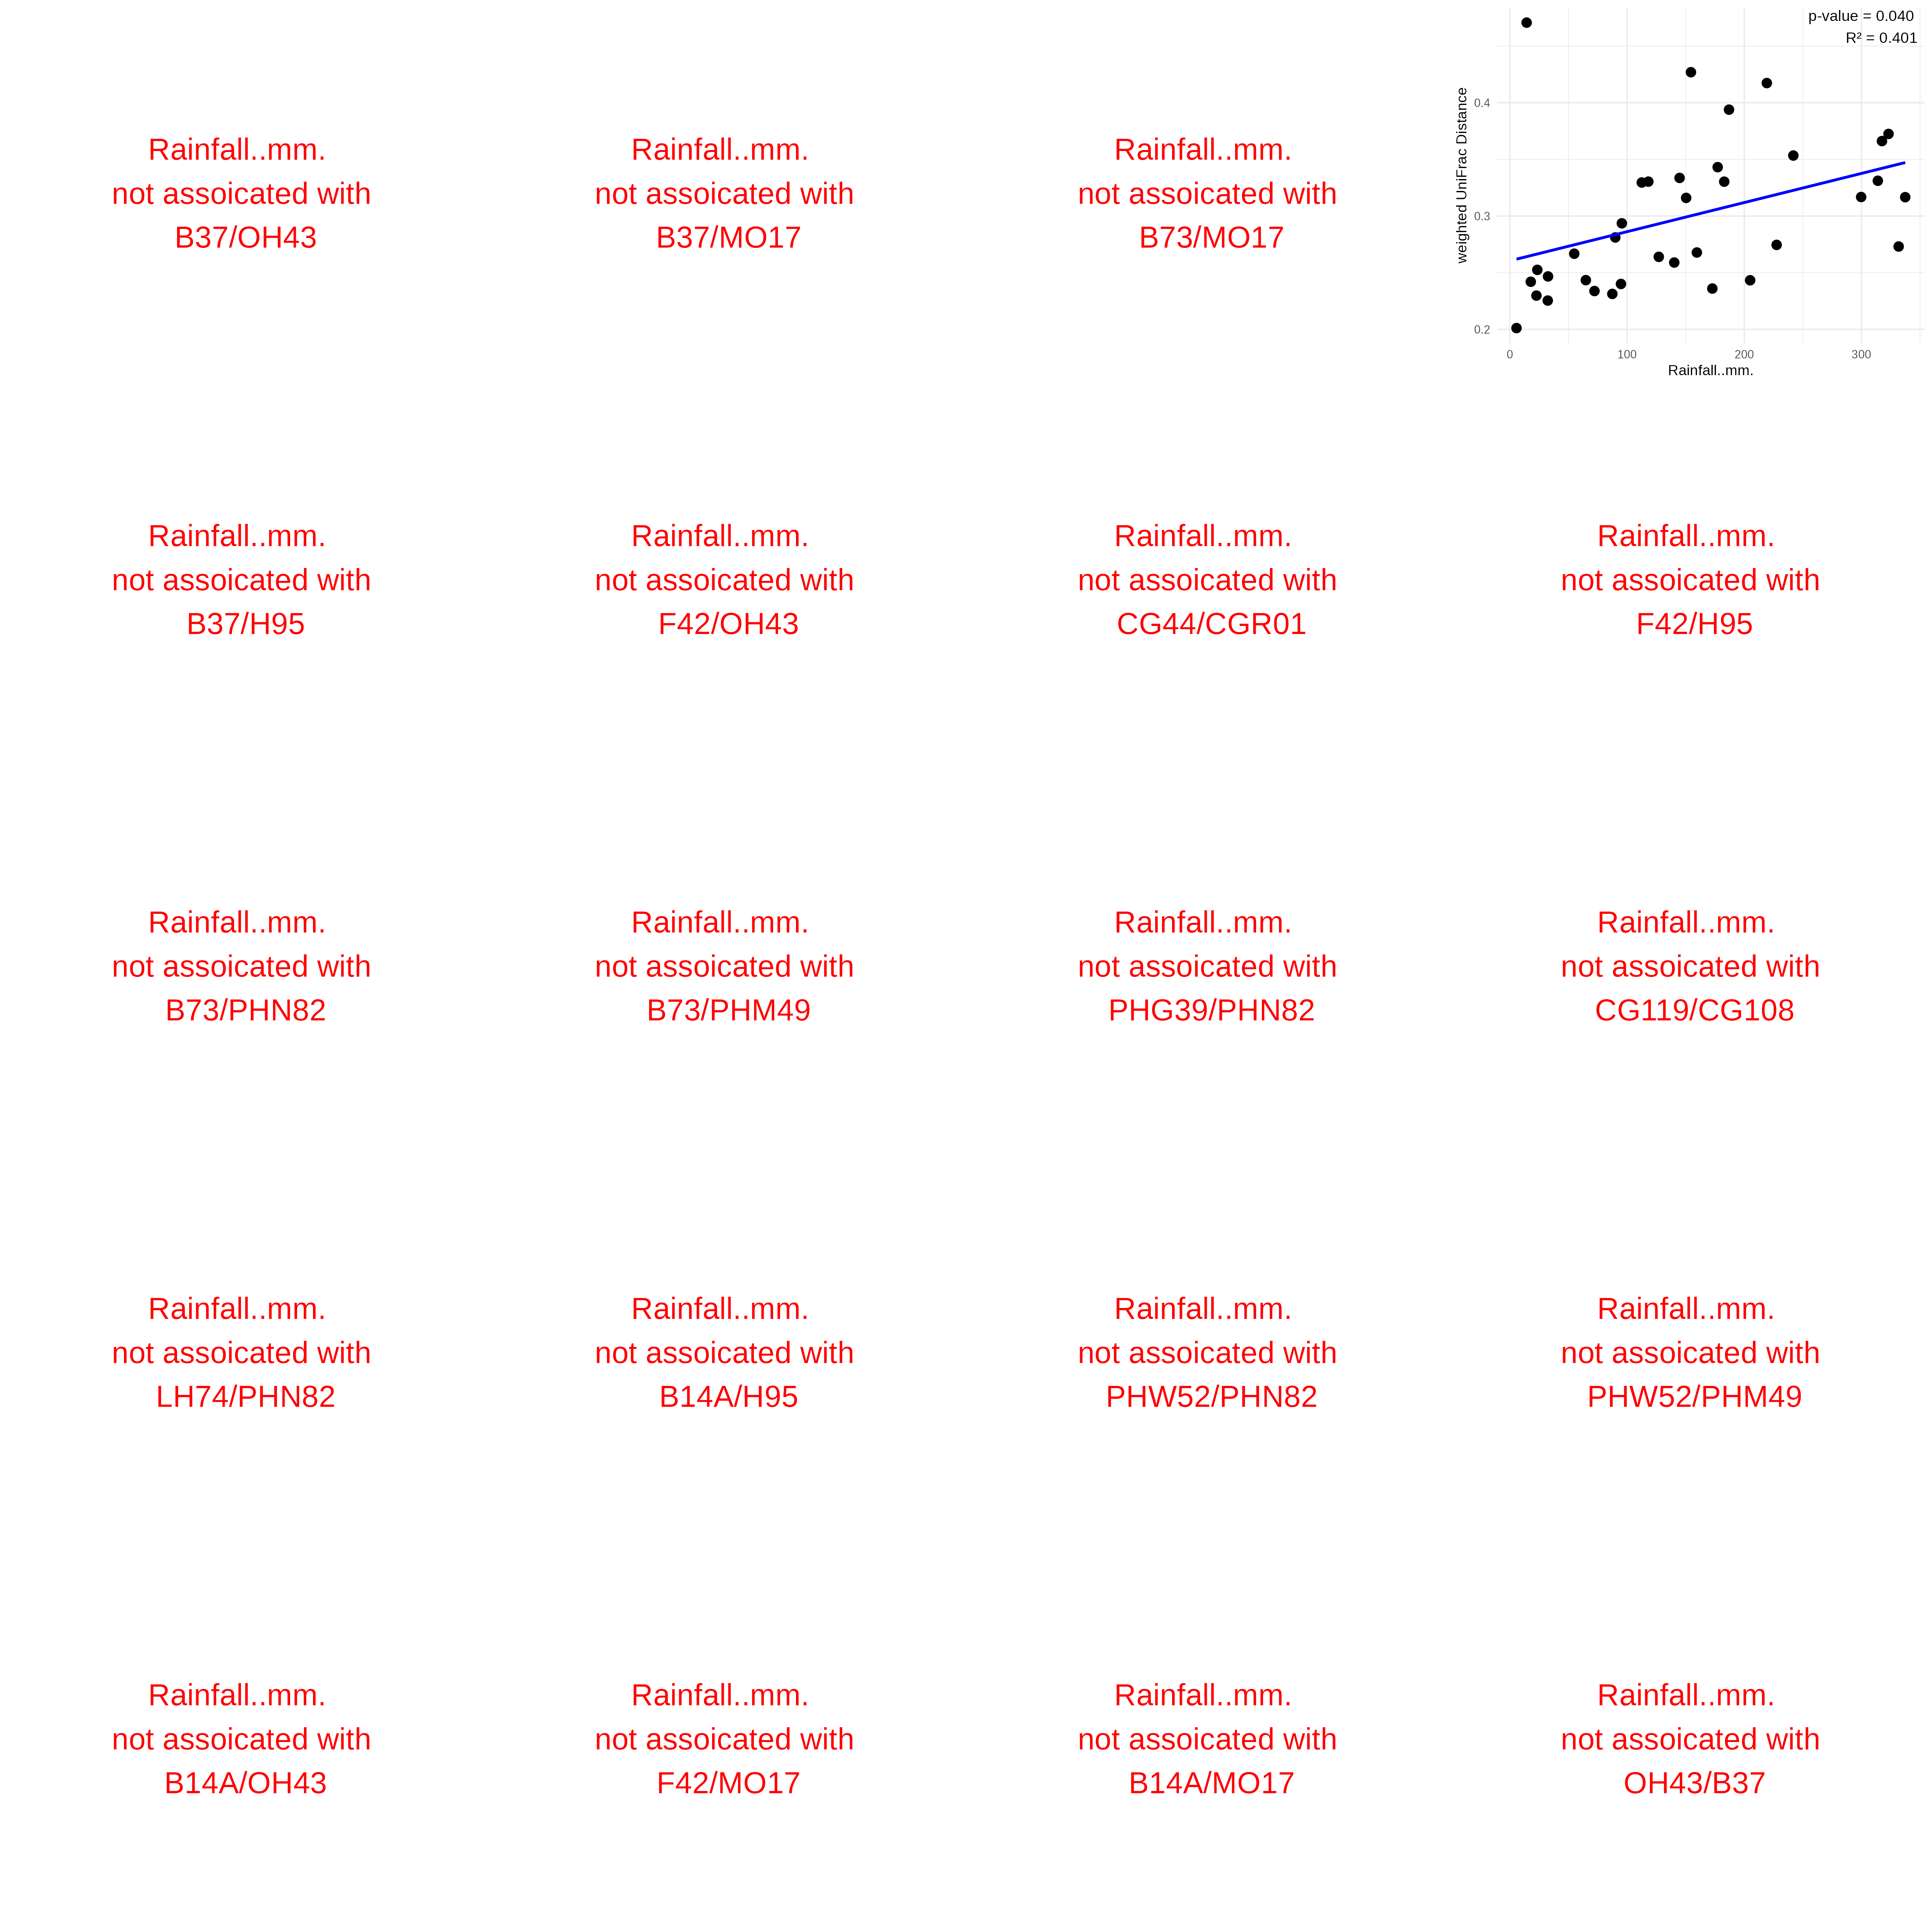 p-value = 0.040
R² = 0.401
weighted UniFrac Distance
0.4
0.3
0.2
0 100 200 300
Rainfall..mm.
Rainfall..mm.
not assoicated with
B37/OH43
Rainfall..mm.
not assoicated with
B37/MO17
Rainfall..mm.
not assoicated with
B73/MO17
Rainfall..mm.
not assoicated with
B37/H95
Rainfall..mm.
not assoicated with
F42/OH43
Rainfall..mm.
not assoicated with
CG44/CGR01
Rainfall..mm.
not assoicated with
F42/H95
Rainfall..mm.
not assoicated with
B73/PHN82
Rainfall..mm.
not assoicated with
B73/PHM49
Rainfall..mm.
not assoicated with
PHG39/PHN82
Rainfall..mm.
not assoicated with
CG119/CG108
Rainfall..mm.
not assoicated with
LH74/PHN82
Rainfall..mm.
not assoicated with
B14A/H95
Rainfall..mm.
not assoicated with
PHW52/PHN82
Rainfall..mm.
not assoicated with
PHW52/PHM49
Rainfall..mm.
not assoicated with
B14A/OH43
Rainfall..mm.
not assoicated with
F42/MO17
Rainfall..mm.
not assoicated with
B14A/MO17
Rainfall..mm.
not assoicated with
OH43/B37